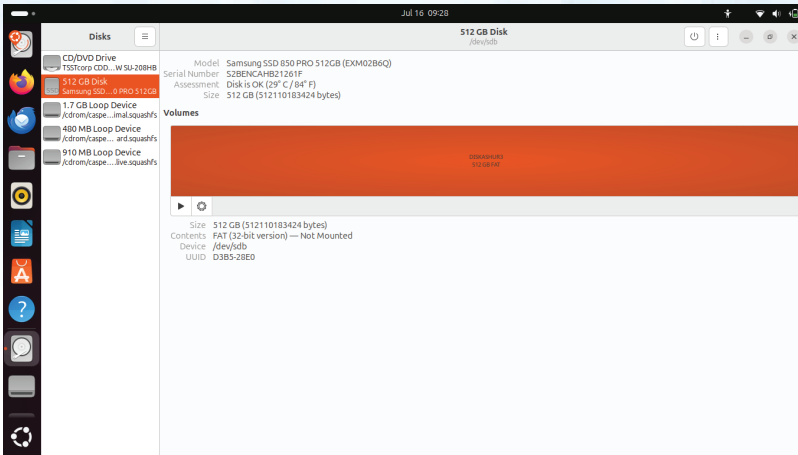 Jul 16 09:28
Disks
512 GB Disk
/dev/sdb
CD/DVD Drive
TSSTcorp CDD...W SU-208HB
512 GB Disk
Samsung SSD...0 PRO 512GB
1.7 GB Loop Device
/cdrom/caspe...imal.squashfs
480 MB Loop Device
/cdrom/caspe... ard.squashfs
910 MB Loop Device
/cdrom/caspe....live.squashfs
Model Samsung SSD 850 PRO 512GB (EXM02B6Q)
Serial Number S2BENCAHB21261F
Assessment Disk is OK (29° C / 84° F)
Size 512 GB (512110183424 bytes)
Volumes
512 GB FAT
Size 512 GB (512110183424 bytes)
Contents FAT (32-bit version) — Not Mounted
Device /dev/sdb
UUID D3B5-28E0